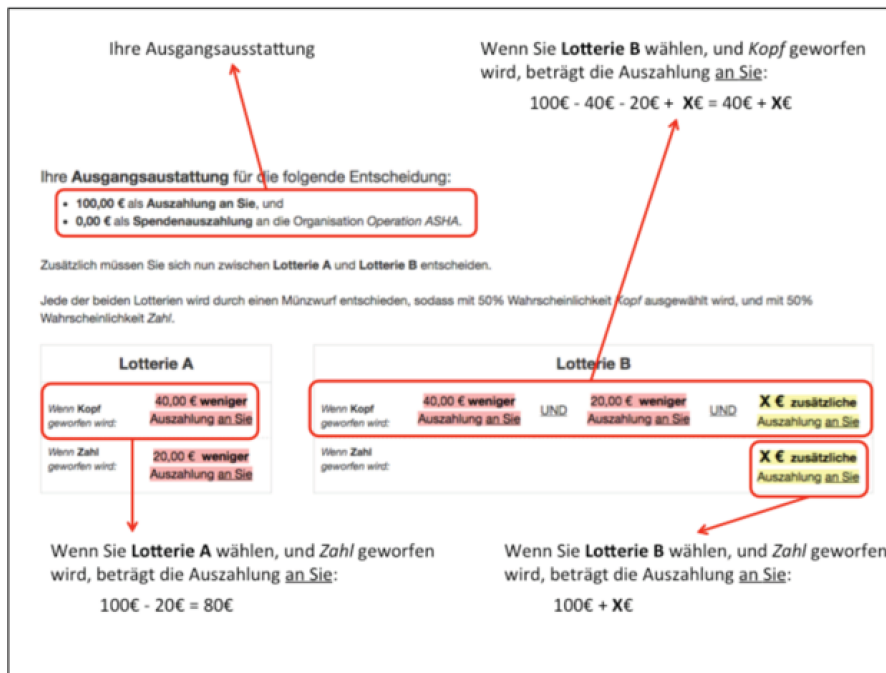 Ihre Ausgangsausstattung
Wenn Sie Lotterie B wählen, und Kopf geworfen
wird, beträgt die Auszahlung an Sie:
100€ - 40€ - 20€ + X€ = 40€ + X€
Ihre Ausgangsaustattung für die folgende Entscheidung:
• 100,00 € als Auszahlung an Sie, und
• 0,00 € als Spendenauszahlung an die Organisation Operation ASHA.
Zusätzlich müssen Sie sich nun zwischen Lotterie A und Lotterie B entscheiden.
Jede der beiden Lotterien wird durch einen Münzwurf entschieden, sodass mit 50% Wahrscheinlichkeit Kopf ausgewählt wird, und mit 50%
Wahrscheinlichkeit Zahl.
Lotterie A
Wenn Kopf
geworfen wird:
40,00 € weniger
Auszahlung an Sie
Wenn Zahl
geworfen wird:
20,00 € weniger
Auszahlung an Sie
Lotterie B
Wenn Kopf
geworfen wird:
40,00 € weniger
Auszahlung an Sie
UND
20,00 € weniger
Auszahlung an Sie
UND
X € zusätzliche
Auszahlung an Sie
Wenn Zahl
geworfen wird:
X € zusätzliche
Auszahlung an Sie
Wenn Sie Lotterie A wählen, und Zahl geworfen
wird, beträgt die Auszahlung an Sie:
100€ - 20€ = 80€
Wenn Sie Lotterie B wählen, und Zahl geworfen
wird, beträgt die Auszahlung an Sie:
100€ + X€